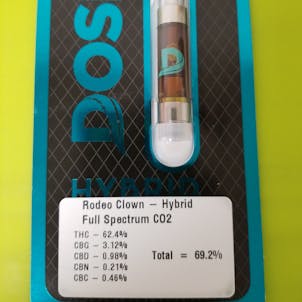 DOS
D
HYBRID
Rodeo Clown – Hybrid
Full Spectrum CO2
THC – 62.4%
CBG – 3.12%
CBD – 0.98%
CBN – 0.21%
CBC – 0.46%
Total = 69.2%